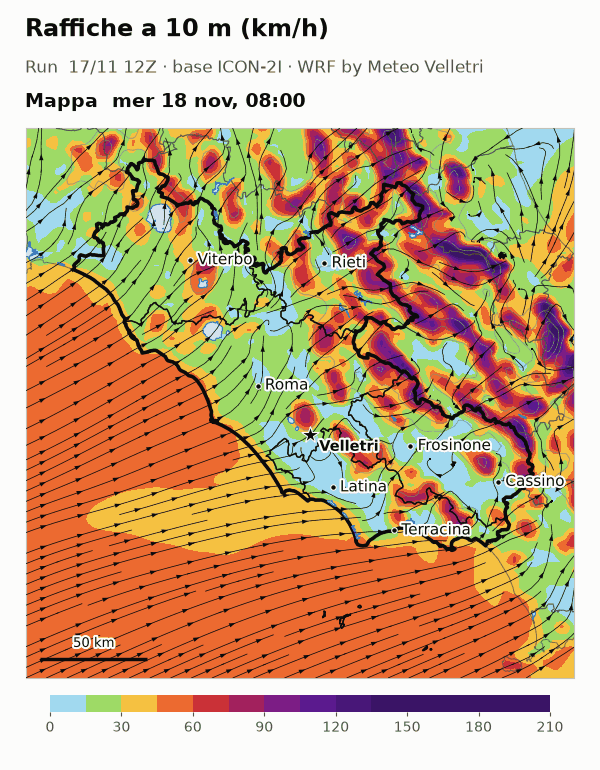 Raffiche a 10 m (km/h)
Run 17/11 12Z · base ICON-2I · WRF by Meteo Velletri
Mappa mer 18 nov, 08:00
Viterbo
Rieti
Roma
Velletri
Frosinone
Cassino
Latina
Terracina
50 km
0 30 60 90 120 150 180 210